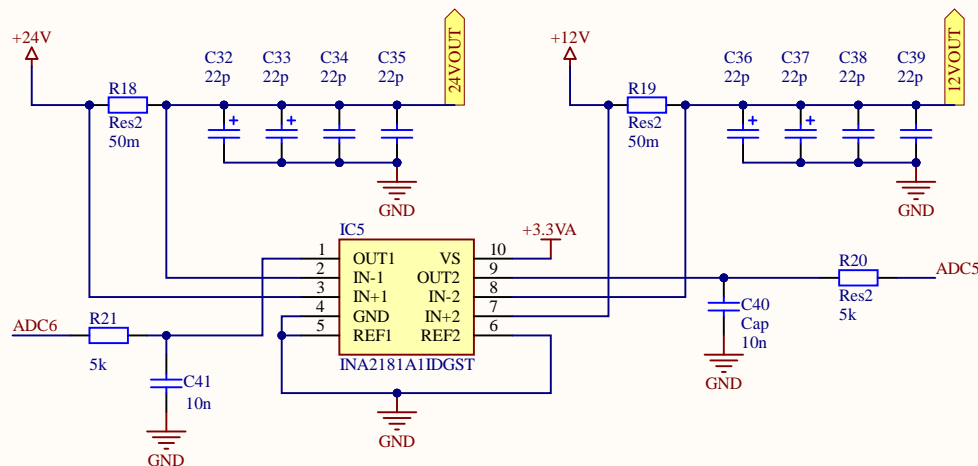 +24V
R18
Res2
50m
C32
22p
C33
22p
C34
22p
C35
22p
24VOUT
GND
+12V
R19
Res2
50m
C36
22p
C37
22p
C38
22p
C39
22p
12VOUT
GND
IC5
1 OUT1
2 IN-1
3 IN+1
4 GND
5 REF1
VS 10
OUT2 9
IN-2 8
IN+2 7
REF2 6
INA2181A1IDGST
+3.3VA
GND
ADC6
R21
5k
C41
10n
GND
C40
Cap
10n
GND
R20
Res2
5k
ADC5